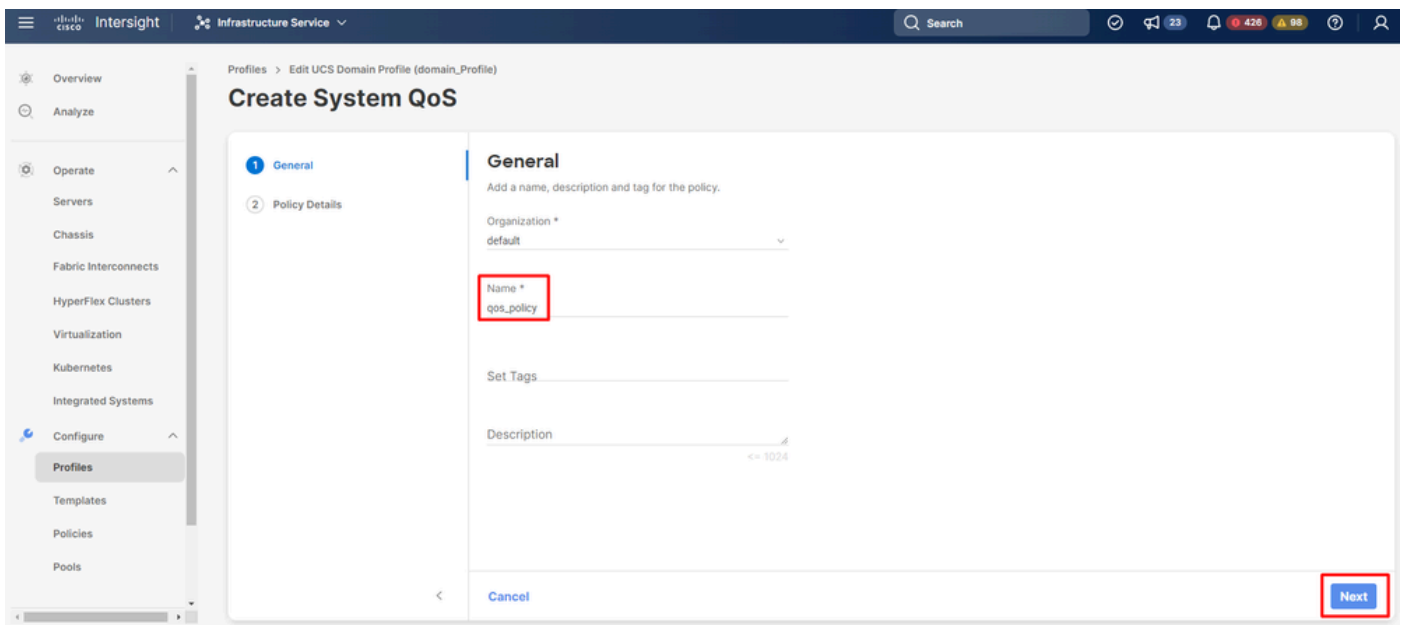 cisco Intersight Infrastructure Service Search 23 426 98
Overview
Analyze
Operate
Servers
Chassis
Fabric Interconnects
HyperFlex Clusters
Virtualization
Kubernetes
Integrated Systems
Configure
Profiles
Templates
Policies
Pools
Profiles > Edit UCS Domain Profile (domain_Profile)
Create System QoS
1 General
2 Policy Details
General
Add a name, description and tag for the policy.
Organization *
default
Name *
qos_policy
Set Tags
Description
<= 1024
< Cancel Next